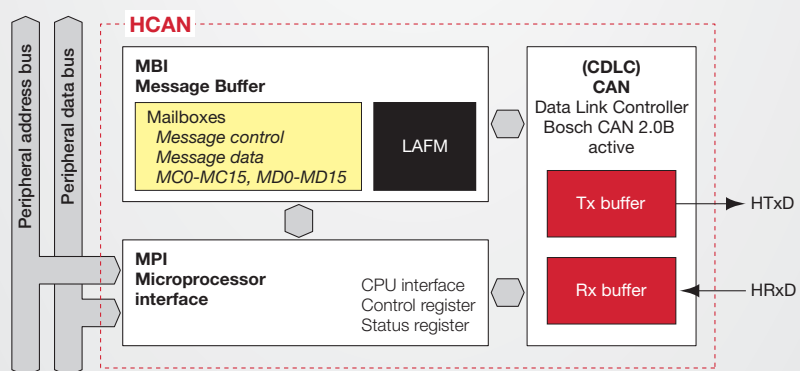 HCAN
Peripheral address bus
Peripheral data bus
MBI
Message Buffer
Mailboxes
Message control
Message data
MC0-MC15, MD0-MD15
LAFM
(CDLC)
CAN
Data Link Controller
Bosch CAN 2.0B
active
Tx buffer
HTxD
Rx buffer
HRxD
MPI
Microprocessor
interface
CPU interface
Control register
Status register